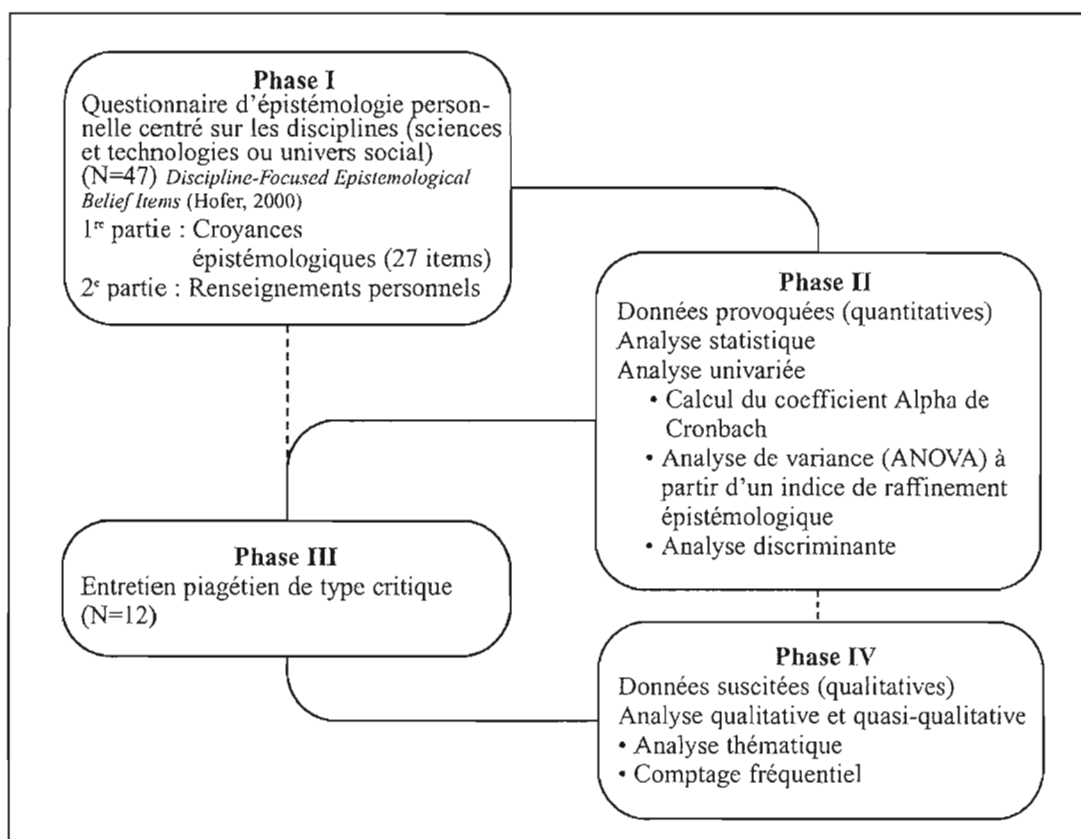 Phase I
Questionnaire d'épistémologie person-
nelle centré sur les disciplines (sciences
et technologies ou univers social)
(N=47) Discipline-Focused Epistemological
Belief Items (Hofer, 2000)
1re partie : Croyances
épistémologiques (27 items)
2e partie : Renseignements personnels
Phase II
Données provoquées (quantitatives)
Analyse statistique
Analyse univariée
• Calcul du coefficient Alpha de
Cronbach
• Analyse de variance (ANOVA) à
partir d'un indice de raffinement
épistémologique
• Analyse discriminante
Phase III
Entretien piagétien de type critique
(N=12)
Phase IV
Données suscitées (qualitatives)
Analyse qualitative et quasi-qualitative
• Analyse thématique
• Comptage fréquentiel